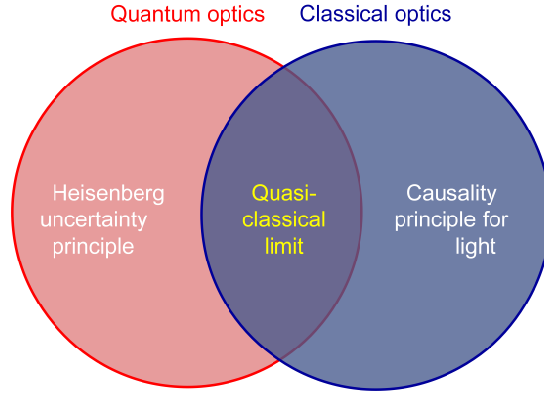 Quantum optics
Classical optics
Heisenberg
uncertainty
principle
Quasi-
classical
limit
Causality
principle for
light